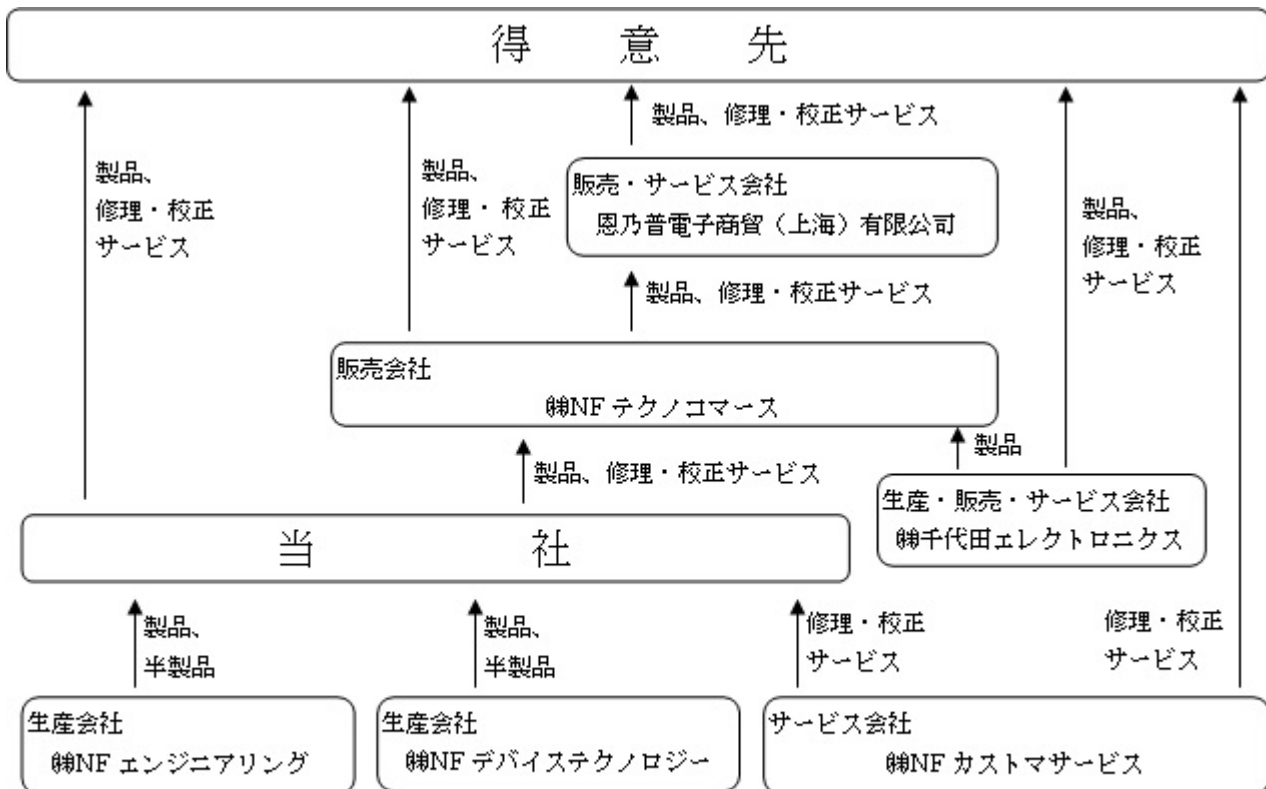 得意先
製品、修理・校正サービス
製品、
修理・校正
サービス
製品、
修理・校正
サービス
販売・サービス会社
恩乃普電子商貿（上海）有限公司
製品、
修理・校正
サービス
製品、修理・校正サービス
販売会社
㈱NFテクノコマース
製品
製品、修理・校正サービス
生産・販売・サービス会社
㈱千代田エレクトロニクス
当社
製品、
半製品
製品、
半製品
修理・校正
サービス
修理・校正
サービス
生産会社
㈱NFエンジニアリング
生産会社
㈱NFデバイステクノロジー
サービス会社
㈱NFカストマサービス